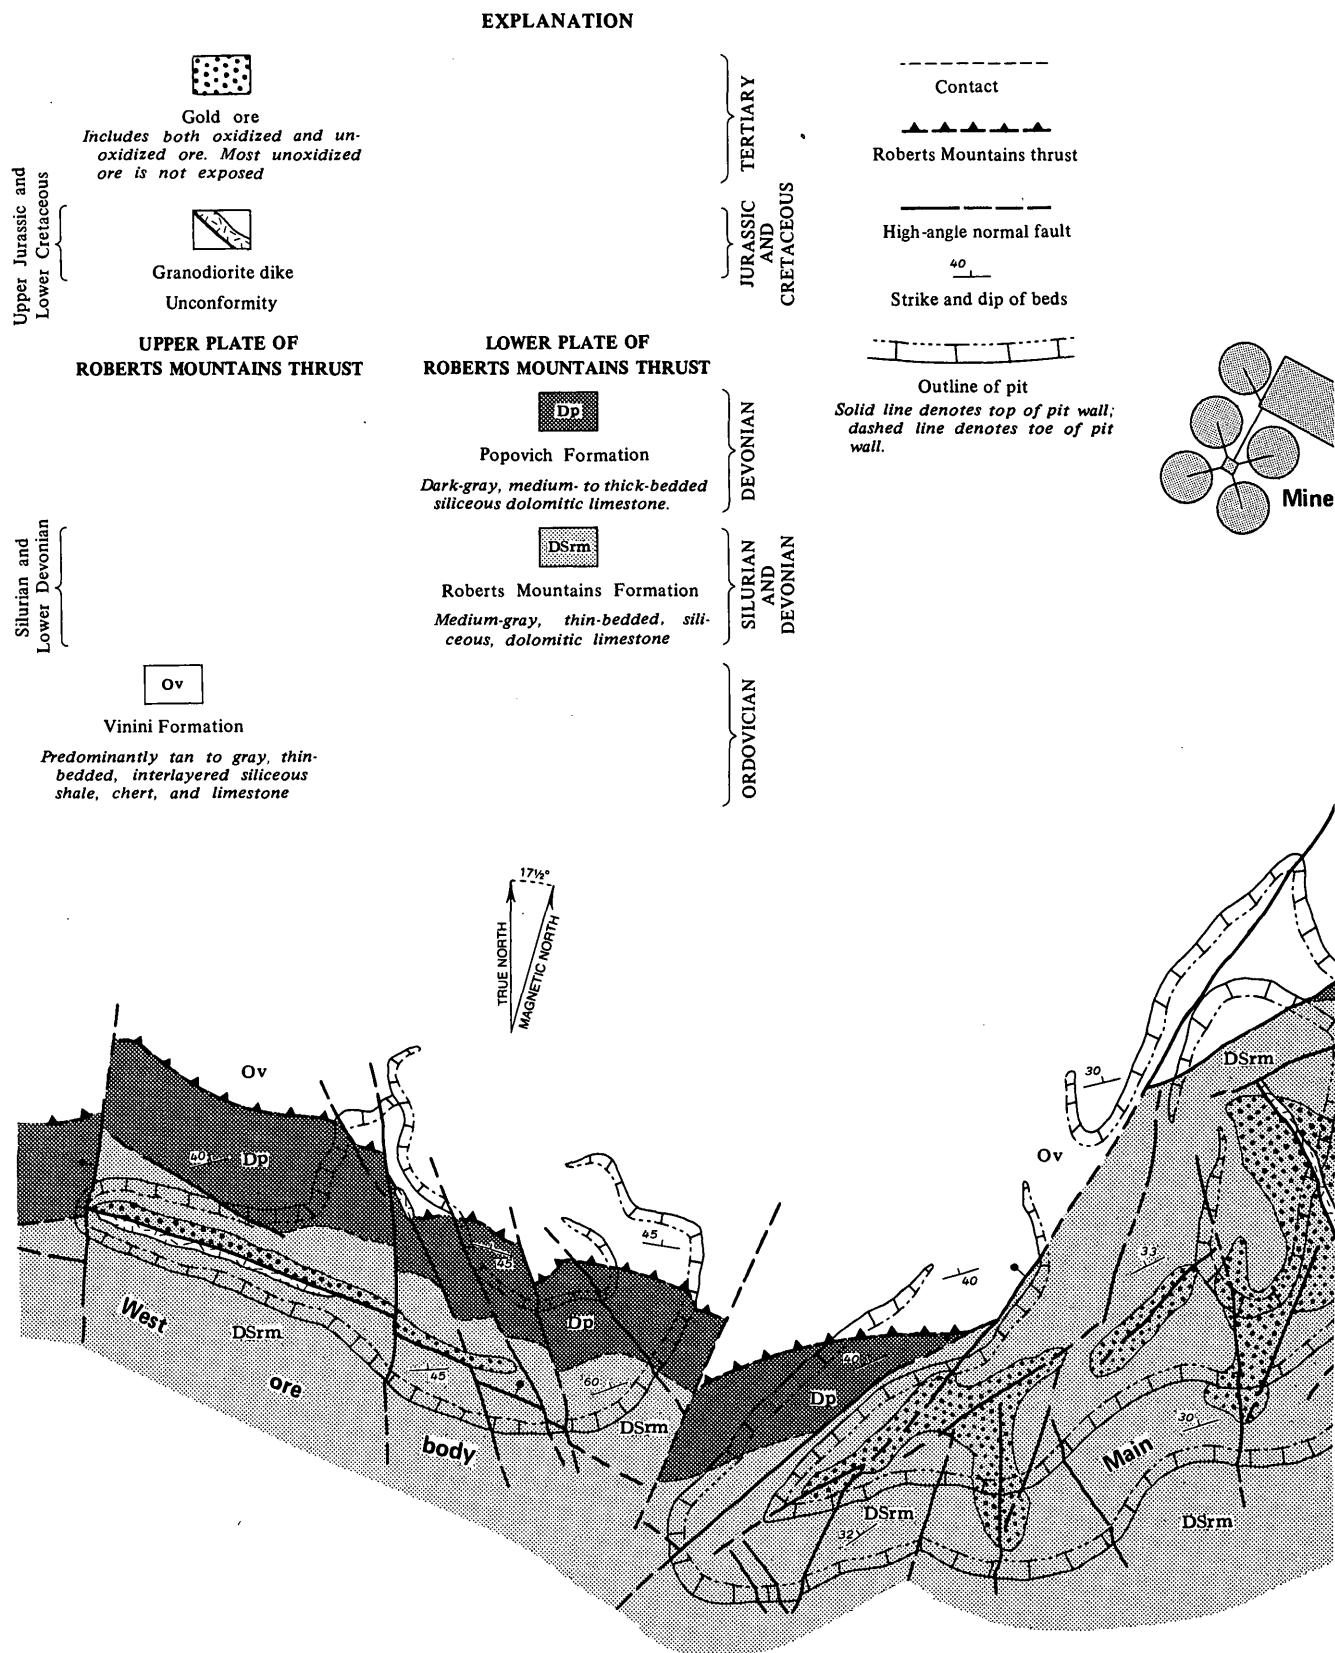 EXPLANATION
Gold ore
Includes both oxidized and un-
oxidized ore. Most unoxidized
ore is not exposed
TERTIARY
Upper Jurassic and
Lower Cretaceous
Granodiorite dike
Unconformity
JURASSIC
AND
CRETACEOUS
UPPER PLATE OF
ROBERTS MOUNTAINS THRUST
LOWER PLATE OF
ROBERTS MOUNTAINS THRUST
Dp
Popovich Formation
Dark-gray, medium- to thick-bedded
siliceous dolomitic limestone.
DEVONIAN
Silurian and
Lower Devonian
DSrm
Roberts Mountains Formation
Medium-gray, thin-bedded, sili-
ceous, dolomitic limestone
SILURIAN
AND
DEVONIAN
Ov
Vinini Formation
Predominantly tan to gray, thin-
bedded, interlayered siliceous
shale, chert, and limestone
ORDOVICIAN
Contact
Roberts Mountains thrust
High-angle normal fault
40
Strike and dip of beds
Outline of pit
Solid line denotes top of pit wall;
dashed line denotes toe of pit
wall.
Mine
17½°
TRUE NORTH
MAGNETIC NORTH
Ov
DSrm
30
40
Dp
Ov
45
45
33
40
Dp
40
West
DSrm
ore
45
60
Dp
DSrm
body
30
Main
DSrm
32
DSrm